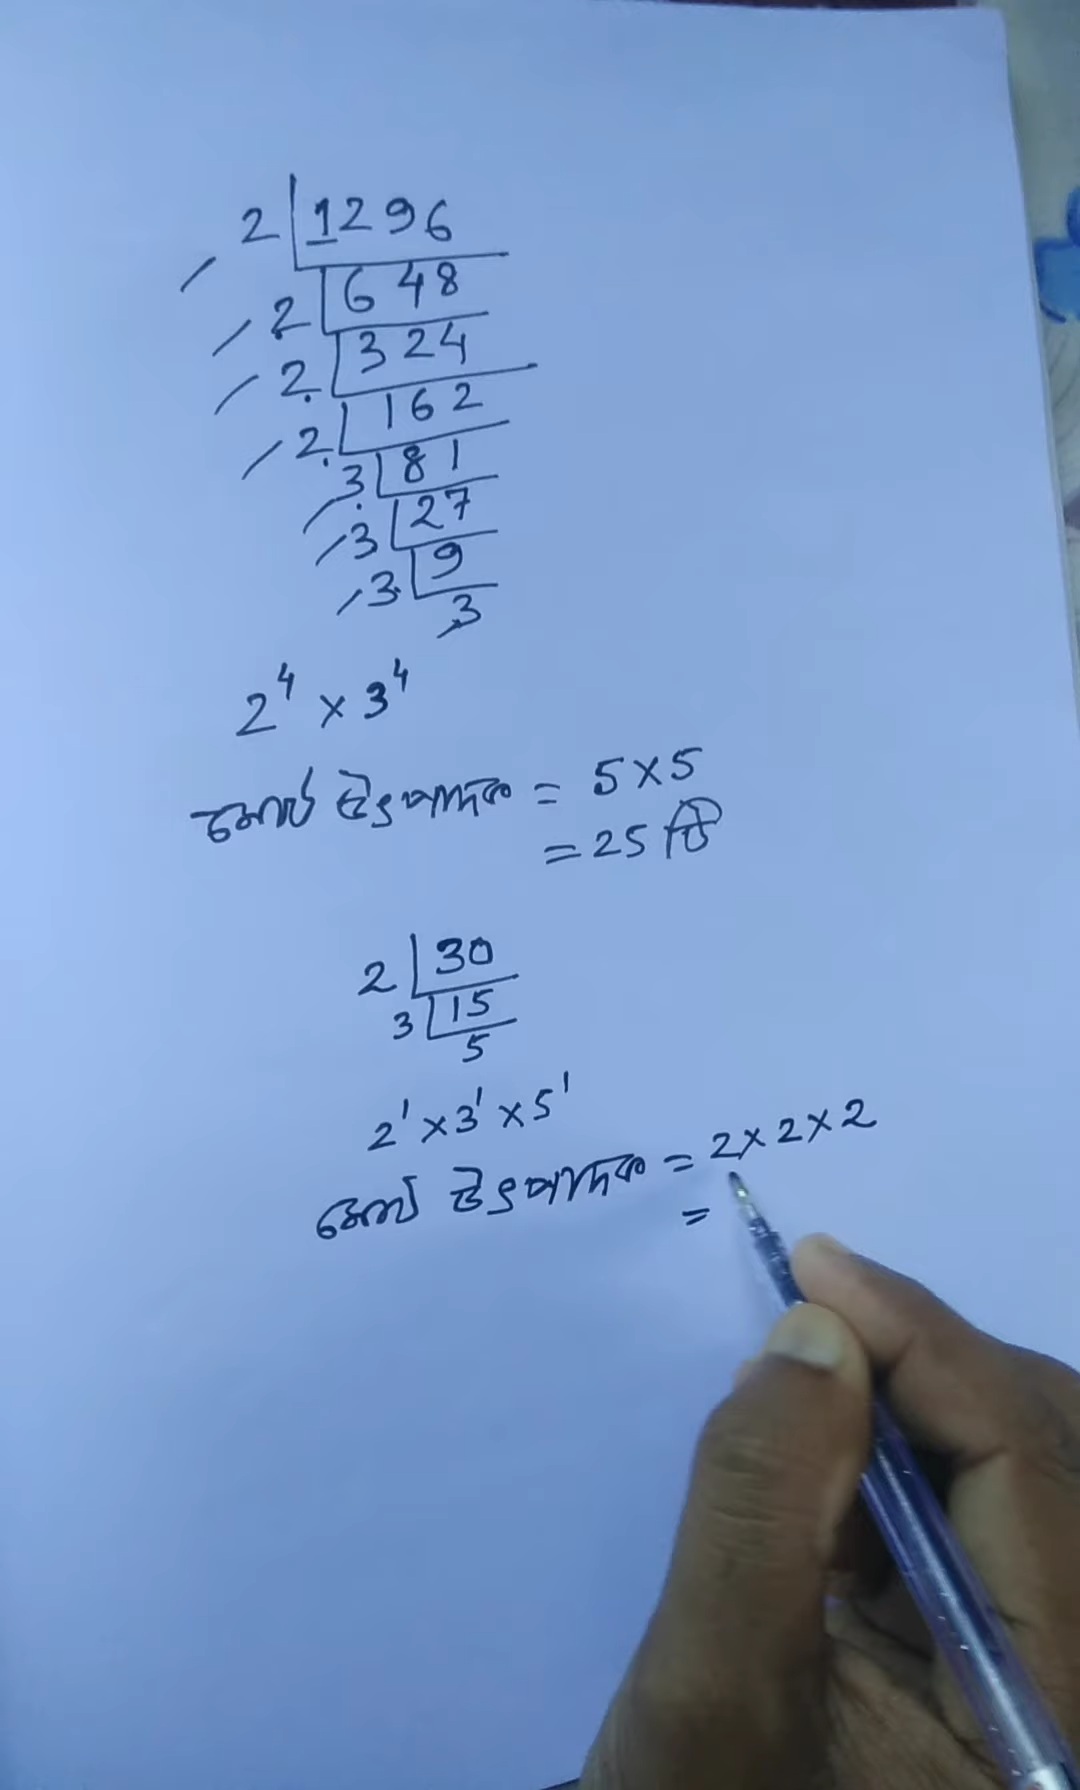 2 1296
2 648
2 324
2 162
3 81
3 27
3 9
3
2⁴ × 3⁴
মোট উৎপাদক = 5×5
= 25 টি
2 30
3 15
5
2¹ × 3¹ × 5¹
মোট উৎপাদক = 2×2×2
=